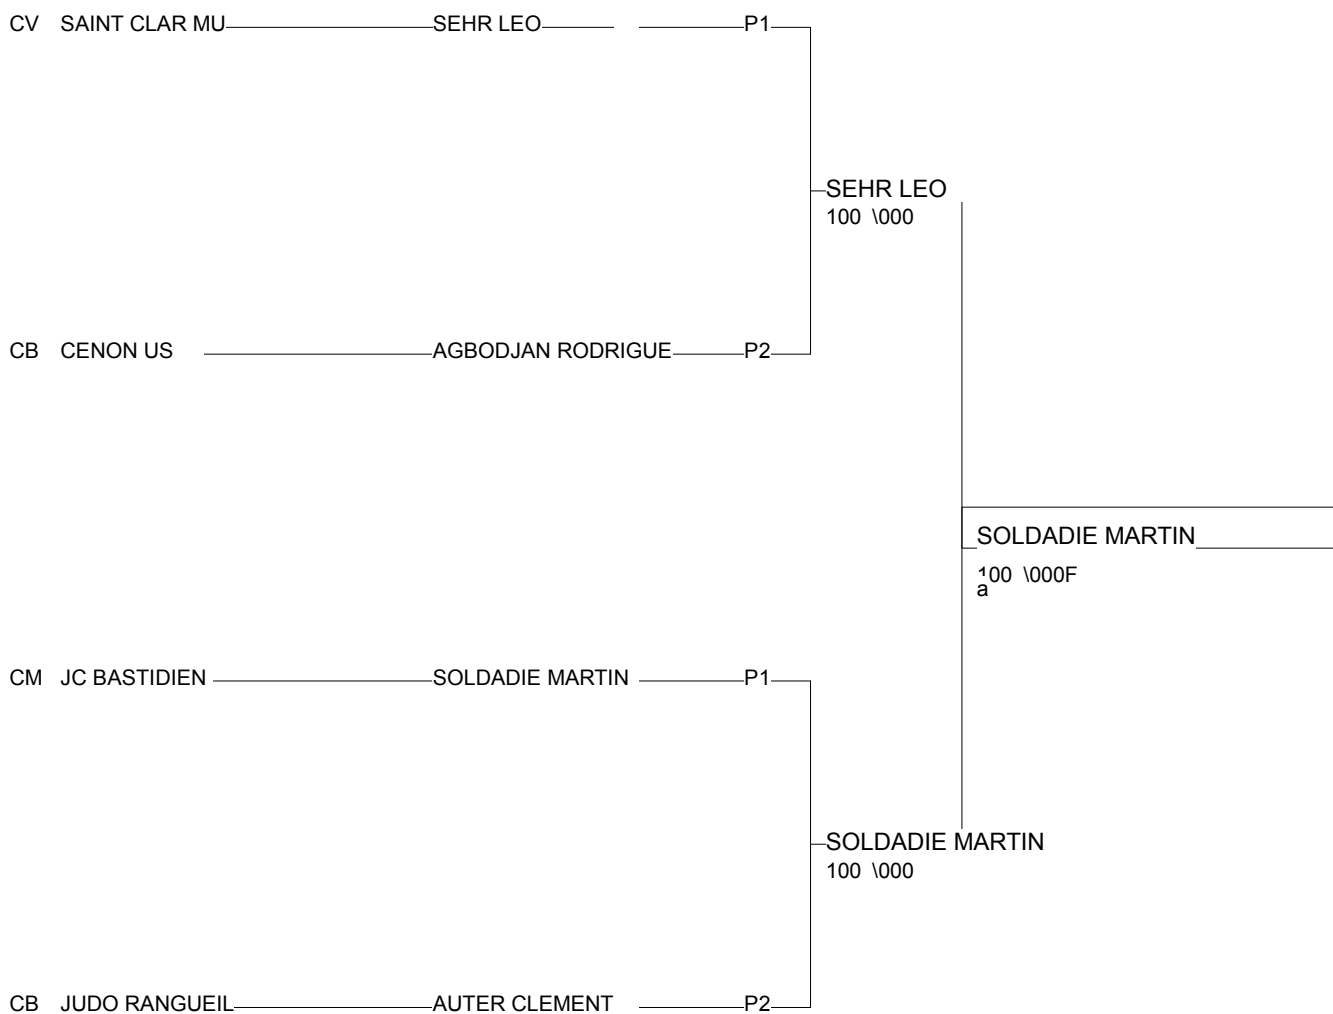 CV SAINT CLAR MU SEHR LEO P1
SEHR LEO
100 \000
CB CENON US AGBODJAN RODRIGUE P2
SOLDADIE MARTIN
100 \000F
a
CM JC BASTIDIEN SOLDADIE MARTIN P1
SOLDADIE MARTIN
100 \000
CB JUDO RANGUEIL AUTER CLEMENT P2